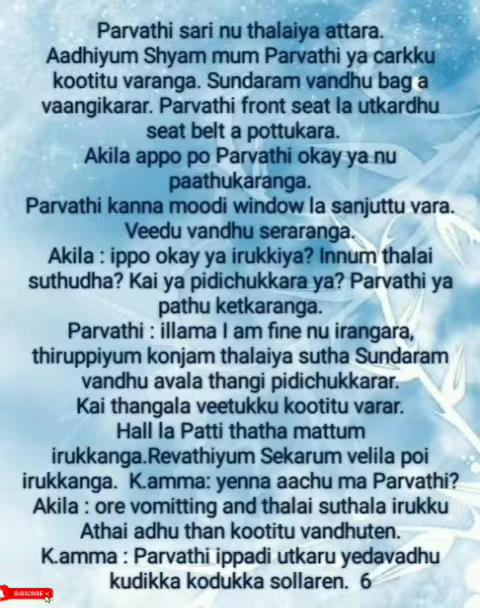 Parvathi sari nu thalaiya attara.
Aadhiyum Shyam mum Parvathi ya carkku
kootitu varanga. Sundaram vandhu bag a
vaangikarar. Parvathi front seat la utkardhu
seat belt a pottukara.
Akila appo po Parvathi okay ya nu
paathukaranga.
Parvathi kanna moodi window la sanjuttu vara.
Veedu vandhu seraranga.
Akila : ippo okay ya irukkiya? Innum thalai
suthudha? Kai ya pidichukkara ya? Parvathi ya
pathu ketkaranga.
Parvathi : illama I am fine nu irangara,
thiruppiyum konjam thalaiya sutha Sundaram
vandhu avala thangi pidichukkarar.
Kai thangala veetukku kootitu varar.
Hall la Patti thatha mattum
irukkanga.Revathiyum Sekarum velila poi
irukkanga. K.amma: yenna aachu ma Parvathi?
Akila : ore vomitting and thalai suthala irukku
Athai adhu than kootitu vandhuten.
K.amma : Parvathi ippadi utkaru yedavadhu
kudikka kodukka sollaren. 6
SUBSCRIBE